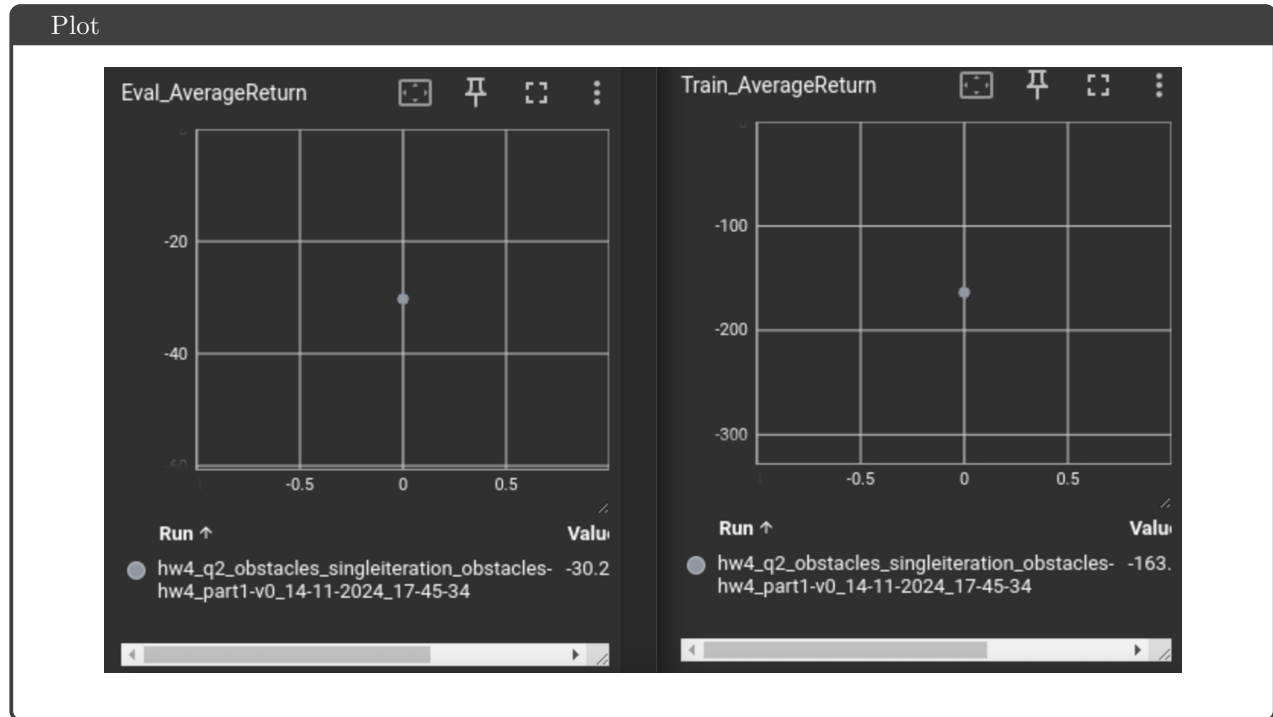 Plot
Eval_AverageReturn
-20
-40
-60
-0.5 0 0.5
Run ↑ Valu
hw4_q2_obstacles_singleiteration_obstacles- -30.2
hw4_part1-v0_14-11-2024_17-45-34
Train_AverageReturn
-100
-200
-300
-0.5 0 0.5
Run ↑ Valu
hw4_q2_obstacles_singleiteration_obstacles- -163.
hw4_part1-v0_14-11-2024_17-45-34